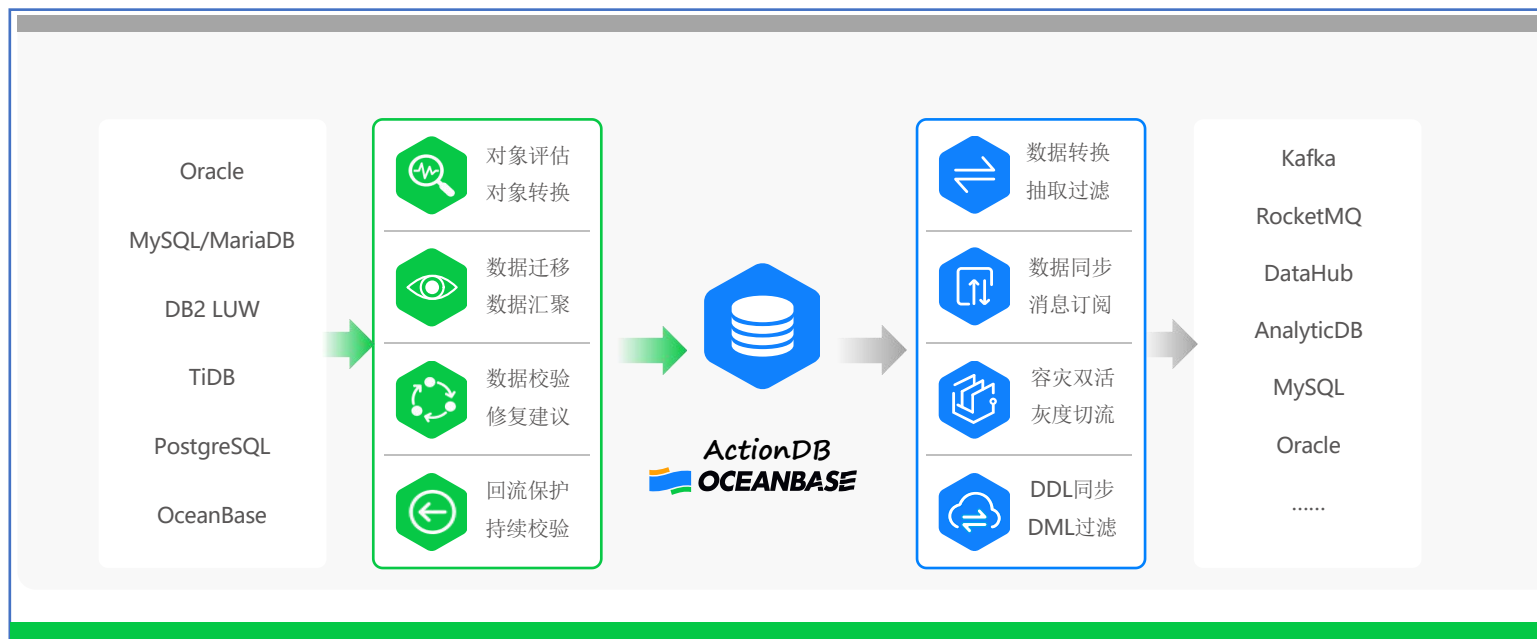 Oracle
MySQL/MariaDB
DB2 LUW
TiDB
PostgreSQL
OceanBase
对象评估
对象转换
数据迁移
数据汇聚
数据校验
修复建议
回流保护
持续校验
ActionDB
OCEANBASE
数据转换
抽取过滤
数据同步
消息订阅
容灾双活
灰度切流
DDL同步
DML过滤
Kafka
RocketMQ
DataHub
AnalyticDB
MySQL
Oracle
......